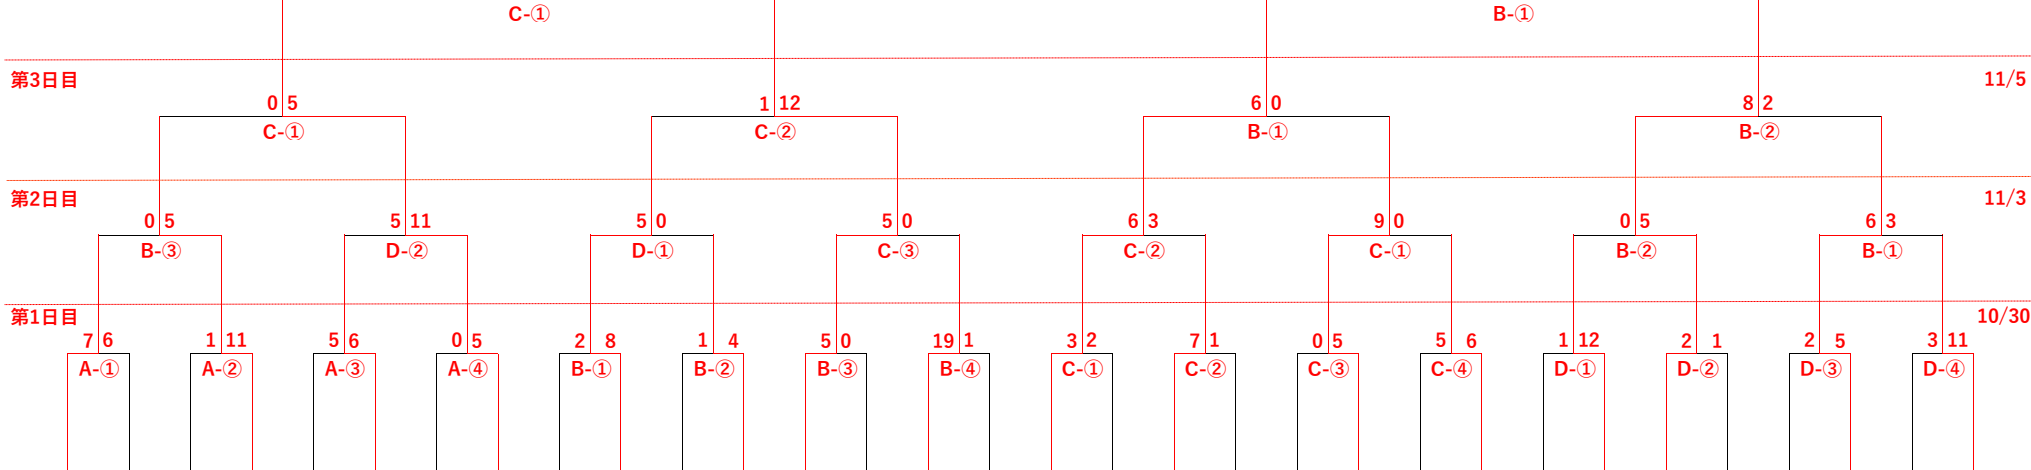 C-① B-①
第3日目 11/5
0 5 1 12 6 0 8 2
C-① C-② B-① B-②
第2日目 11/3
0 5 5 11 5 0 5 0 6 3 9 0 0 5 6 3
B-③ D-② D-① C-③ C-② C-① B-② B-①
第1日目 10/30
7 6 1 11 5 6 0 5 2 8 1 4 5 0 19 1 3 2 7 1 0 5 5 6 1 12 2 1 2 5 3 11
A-① A-② A-③ A-④ B-① B-② B-③ B-④ C-① C-② C-③ C-④ D-① D-② D-③ D-④